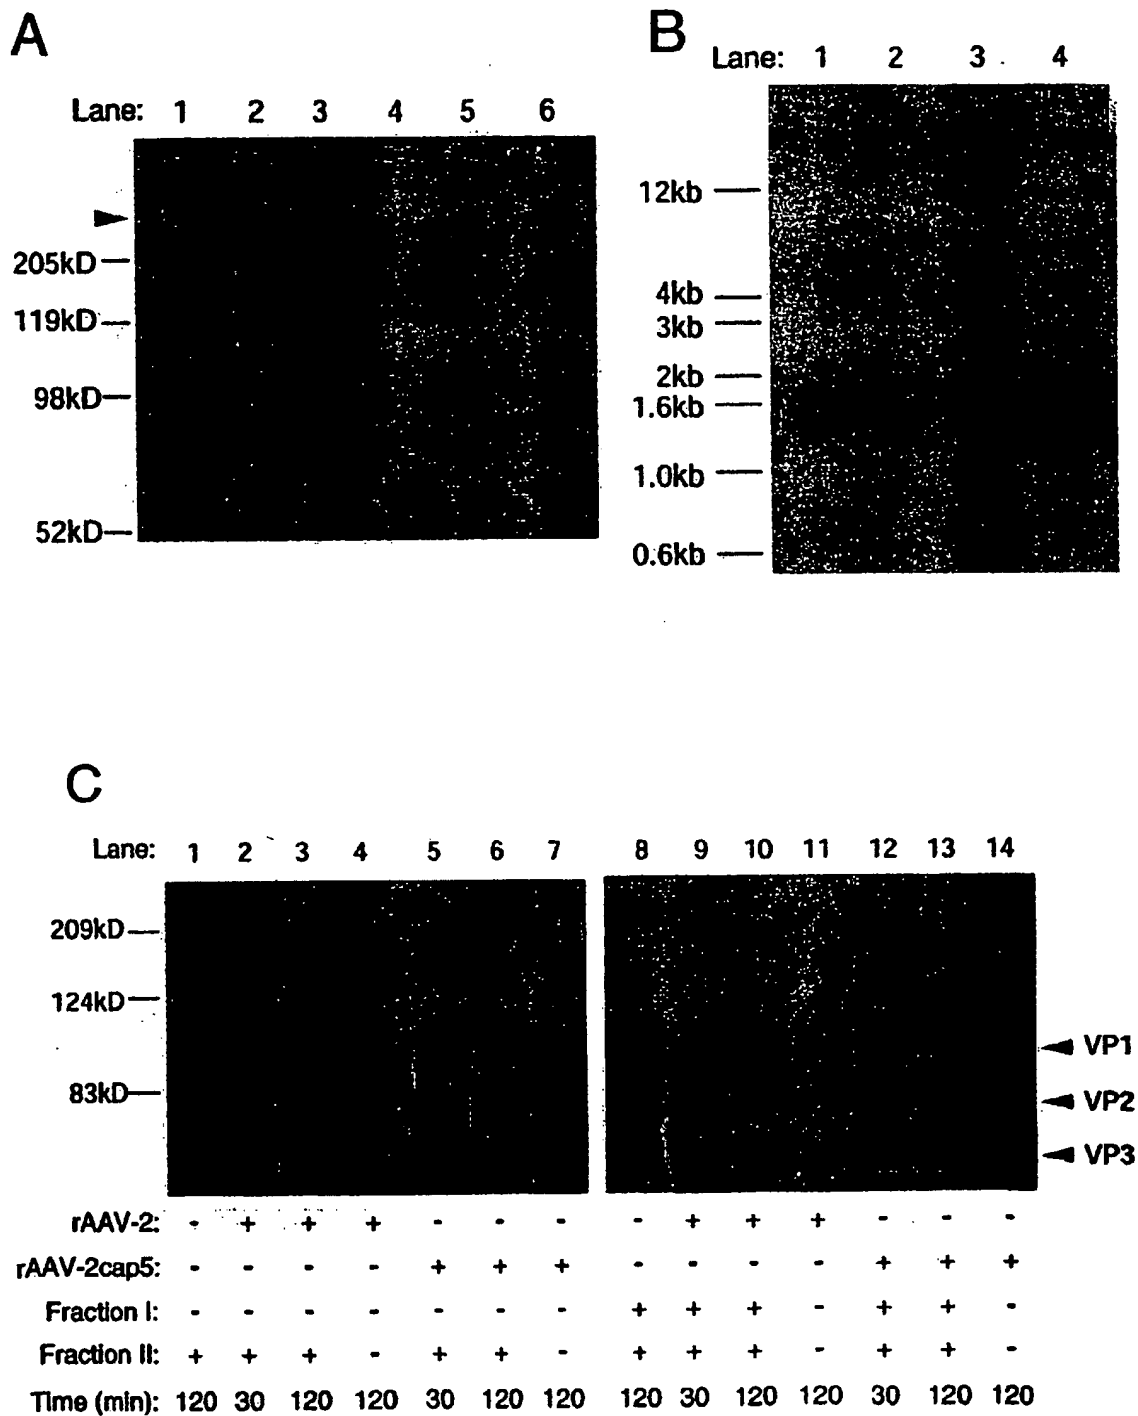 A
Lane: 1 2 3 4 5 6
205kD
119kD
98kD
52kD
B
Lane: 1 2 3 4
12kb
4kb
3kb
2kb
1.6kb
1.0kb
0.6kb
C
Lane: 1 2 3 4 5 6 7 8 9 10 11 12 13 14
209kD
124kD
83kD
VP1
VP2
VP3
rAAV-2: - + + + - - - - + + + - - -
rAAV-2cap5: - - - - + + + - - - - + + +
Fraction I: - - - - - - - + + + - + + -
Fraction II: + + + - + + - + + + - + + -
Time (min): 120 30 120 120 30 120 120 120 30 120 120 30 120 120